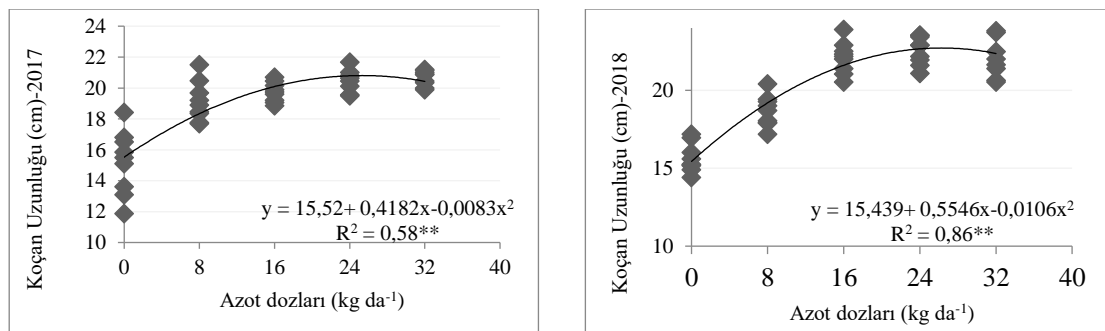 Koçan Uzunluğu (cm)-2017
24
22
20
18
16
14
12
10
0 8 16 24 32 40
y = 15,52+ 0,4182x-0,0083x²
R² = 0,58**
Azot dozları (kg da⁻¹)
Koçan Uzunluğu (cm)-2018
20
15
10
0 8 16 24 32 40
y = 15,439+ 0,5546x-0,0106x²
R² = 0,86**
Azot dozları (kg da⁻¹)